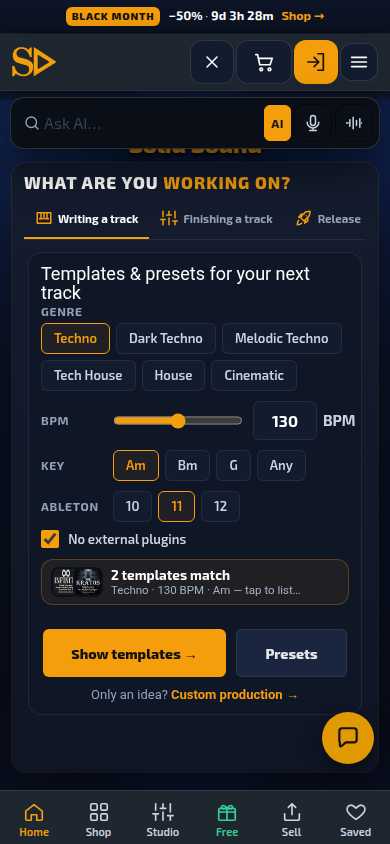 BLACK MONTH −50% · 9d 3h 28m Shop →
SD
Ask AI... AI
WHAT ARE YOU WORKING ON?
Writing a track Finishing a track Release
Templates & presets for your next
track
GENRE
Techno Dark Techno Melodic Techno
Tech House House Cinematic
BPM 130 BPM
KEY Am Bm G Any
ABLETON 10 11 12
No external plugins
2 templates match
Techno · 130 BPM · Am — tap to list...
Show templates → Presets
Only an idea? Custom production →
Home Shop Studio Free Sell Saved